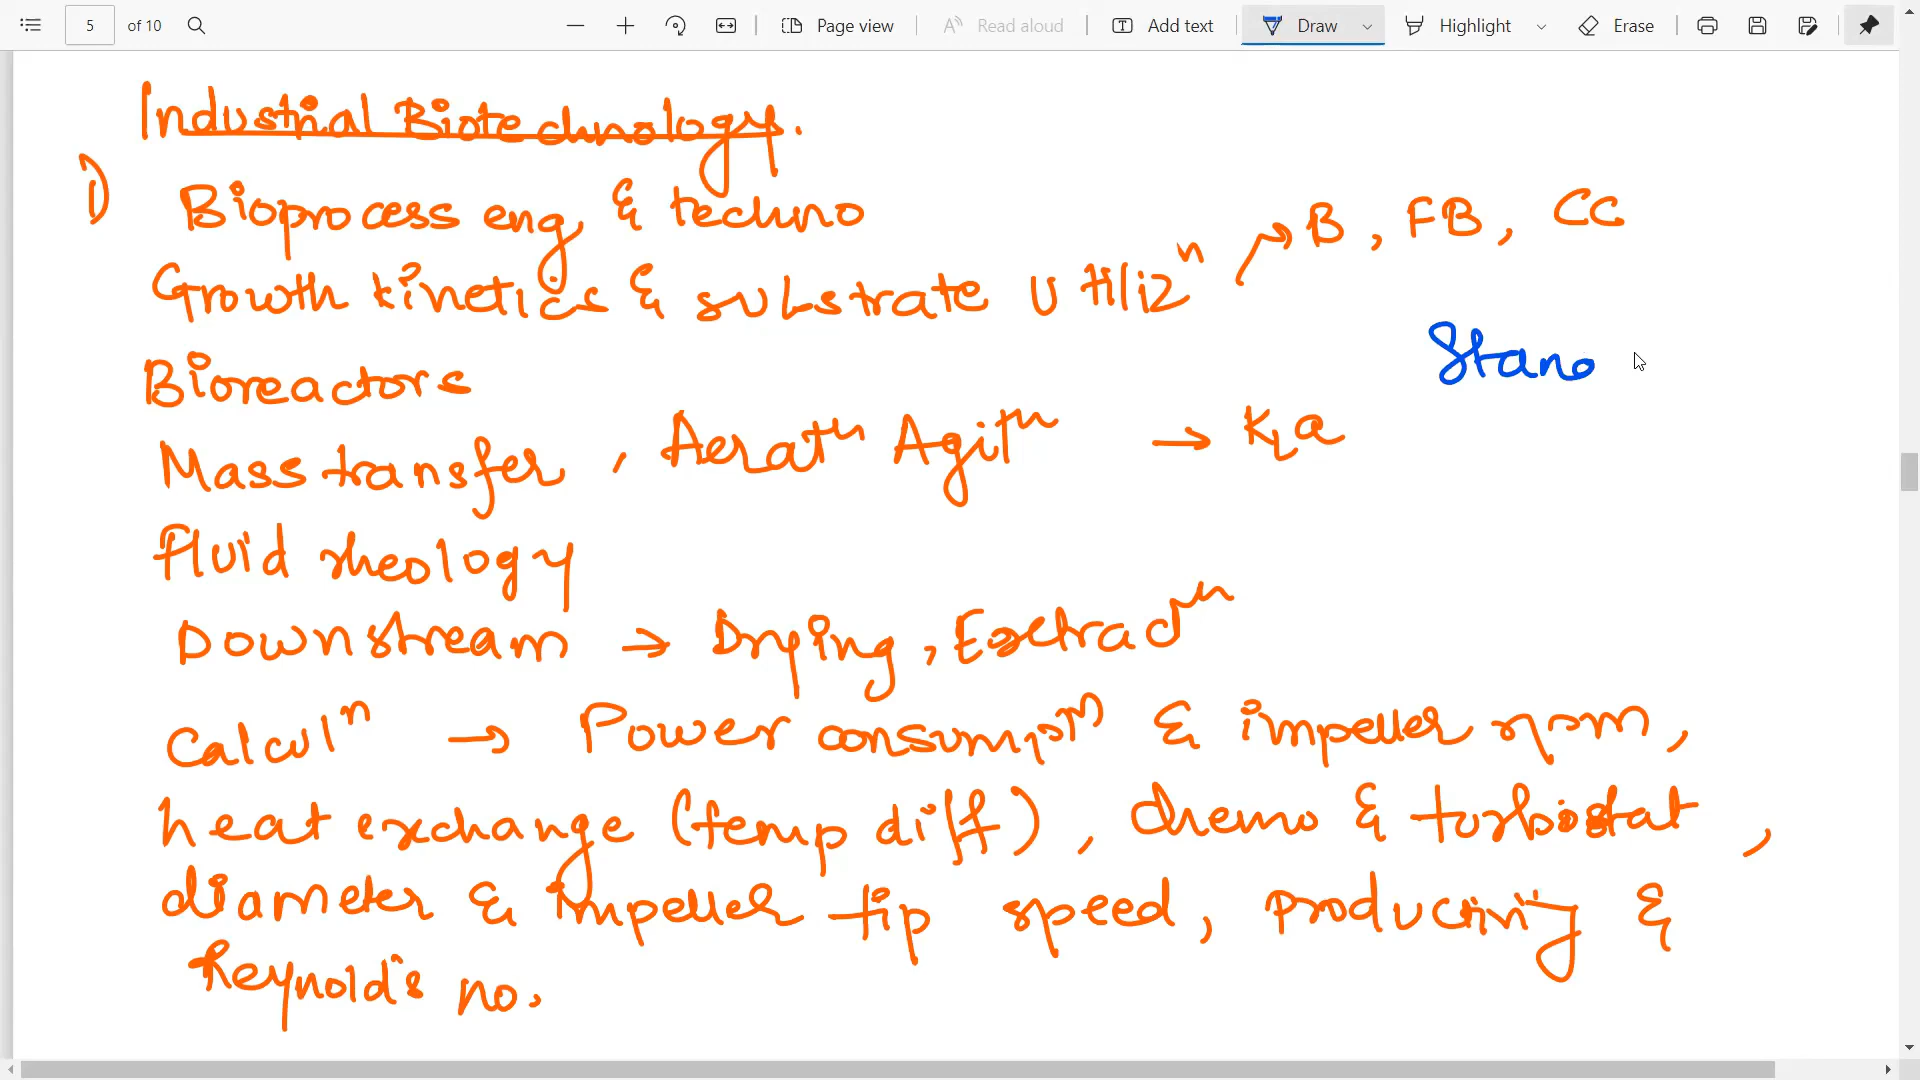 5 of 10 Page view Read aloud Add text Draw Highlight Erase
Industrial Biotechnology.
1) Bioprocess eng & techno
Growth kinetics & substrate utilizⁿ → B, FB, CC
Stano
Bioreactors
Mass transfer, Aeratⁿ Agitⁿ → KLa
fluid rheology
Downstream → Drying, Extractⁿ
Calculⁿ → Power consumptⁿ & impeller rpm,
heat exchange (temp diff), chemo & turbiostat,
diameter & impeller tip speed, productivity &
Reynold's no.